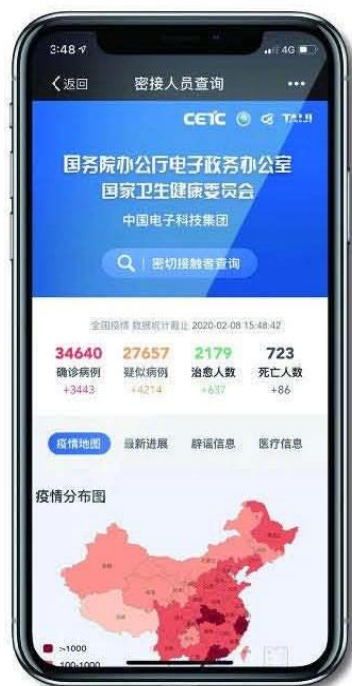 3:48
4G
返回 密接人员查询
CETC TAIJI
国务院办公厅电子政务办公室
国家卫生健康委员会
中国电子科技集团
密切接触者查询
全国疫情 数据统计截止 2020-02-08 15:48:42
34640 27657 2179 723
确诊病例 疑似病例 治愈人数 死亡人数
+3443 +4214 +637 +86
疫情地图 最新进展 辟谣信息 医疗信息
疫情分布图
>1000
100-1000